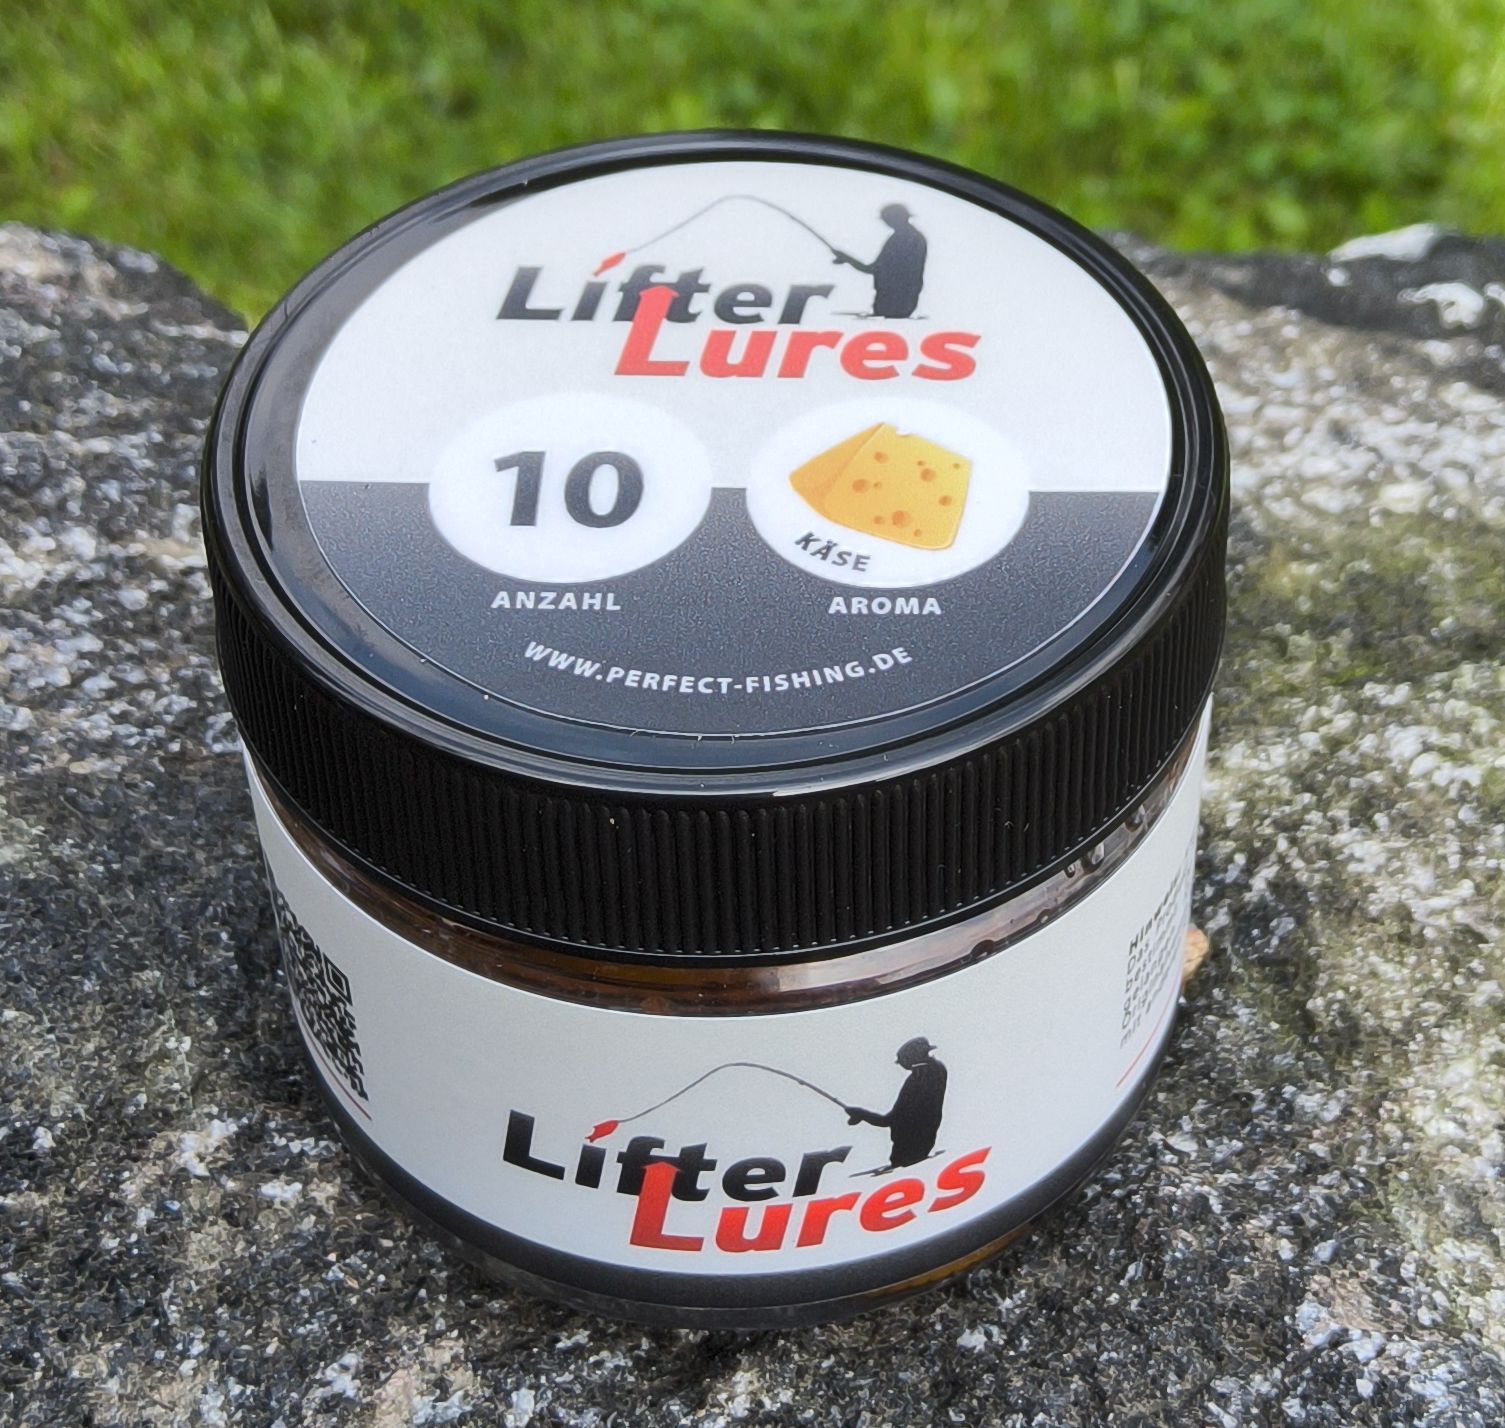 Lifter
Lures
10
KÄSE
ANZAHL
AROMA
WWW.PERFECT-FISHING.DE
Lifter
Lures